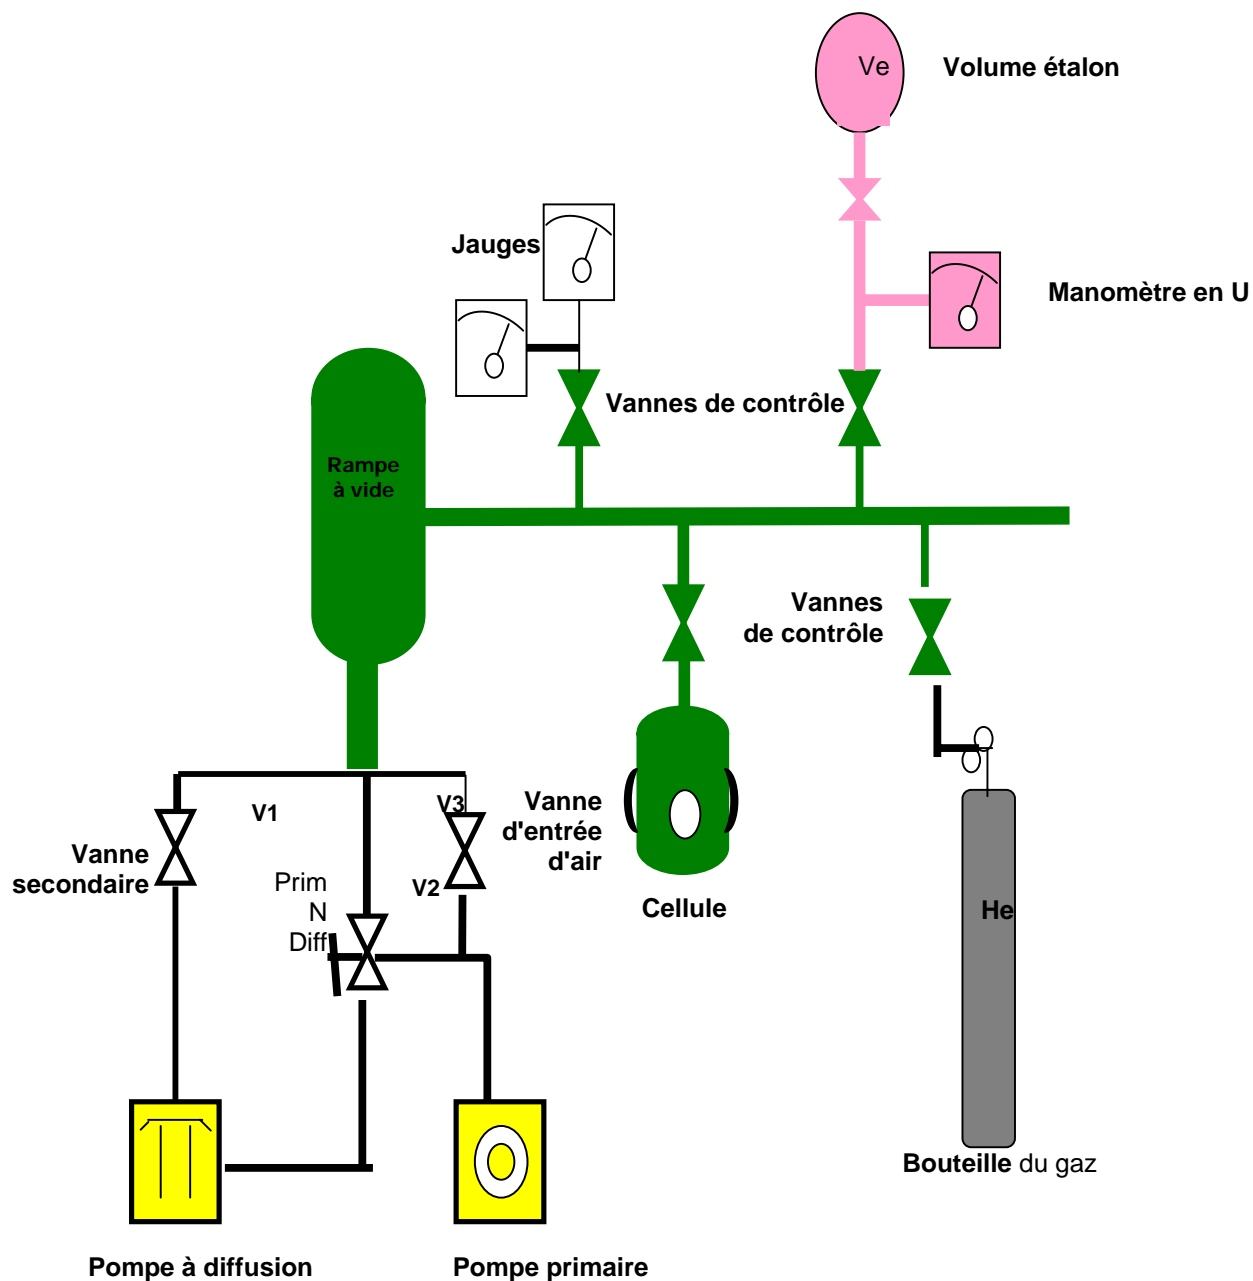 Ve
Volume étalon
Jauges
Manomètre en U
Vannes de contrôle
Rampe
à vide
Vannes
de contrôle
V1
V3
Vanne
d'entrée
d'air
Vanne
secondaire
Prim
N
Diff
V2
Cellule
He
Bouteille du gaz
Pompe à diffusion
Pompe primaire